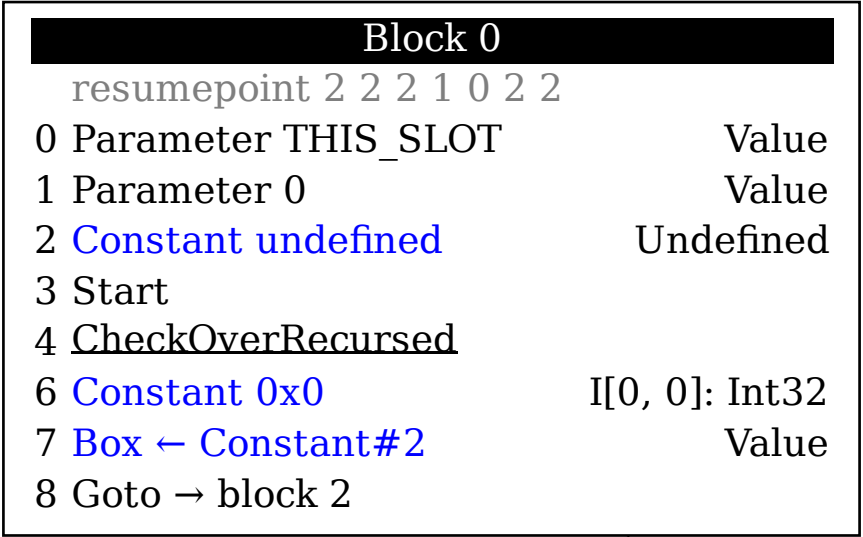 Block 0
resumepoint 2 2 2 1 0 2 2
0 Parameter THIS_SLOT Value
1 Parameter 0 Value
2 Constant undefined Undefined
3 Start
4 CheckOverRecursed
6 Constant 0x0 I[0, 0]: Int32
7 Box ← Constant#2 Value
8 Goto → block 2